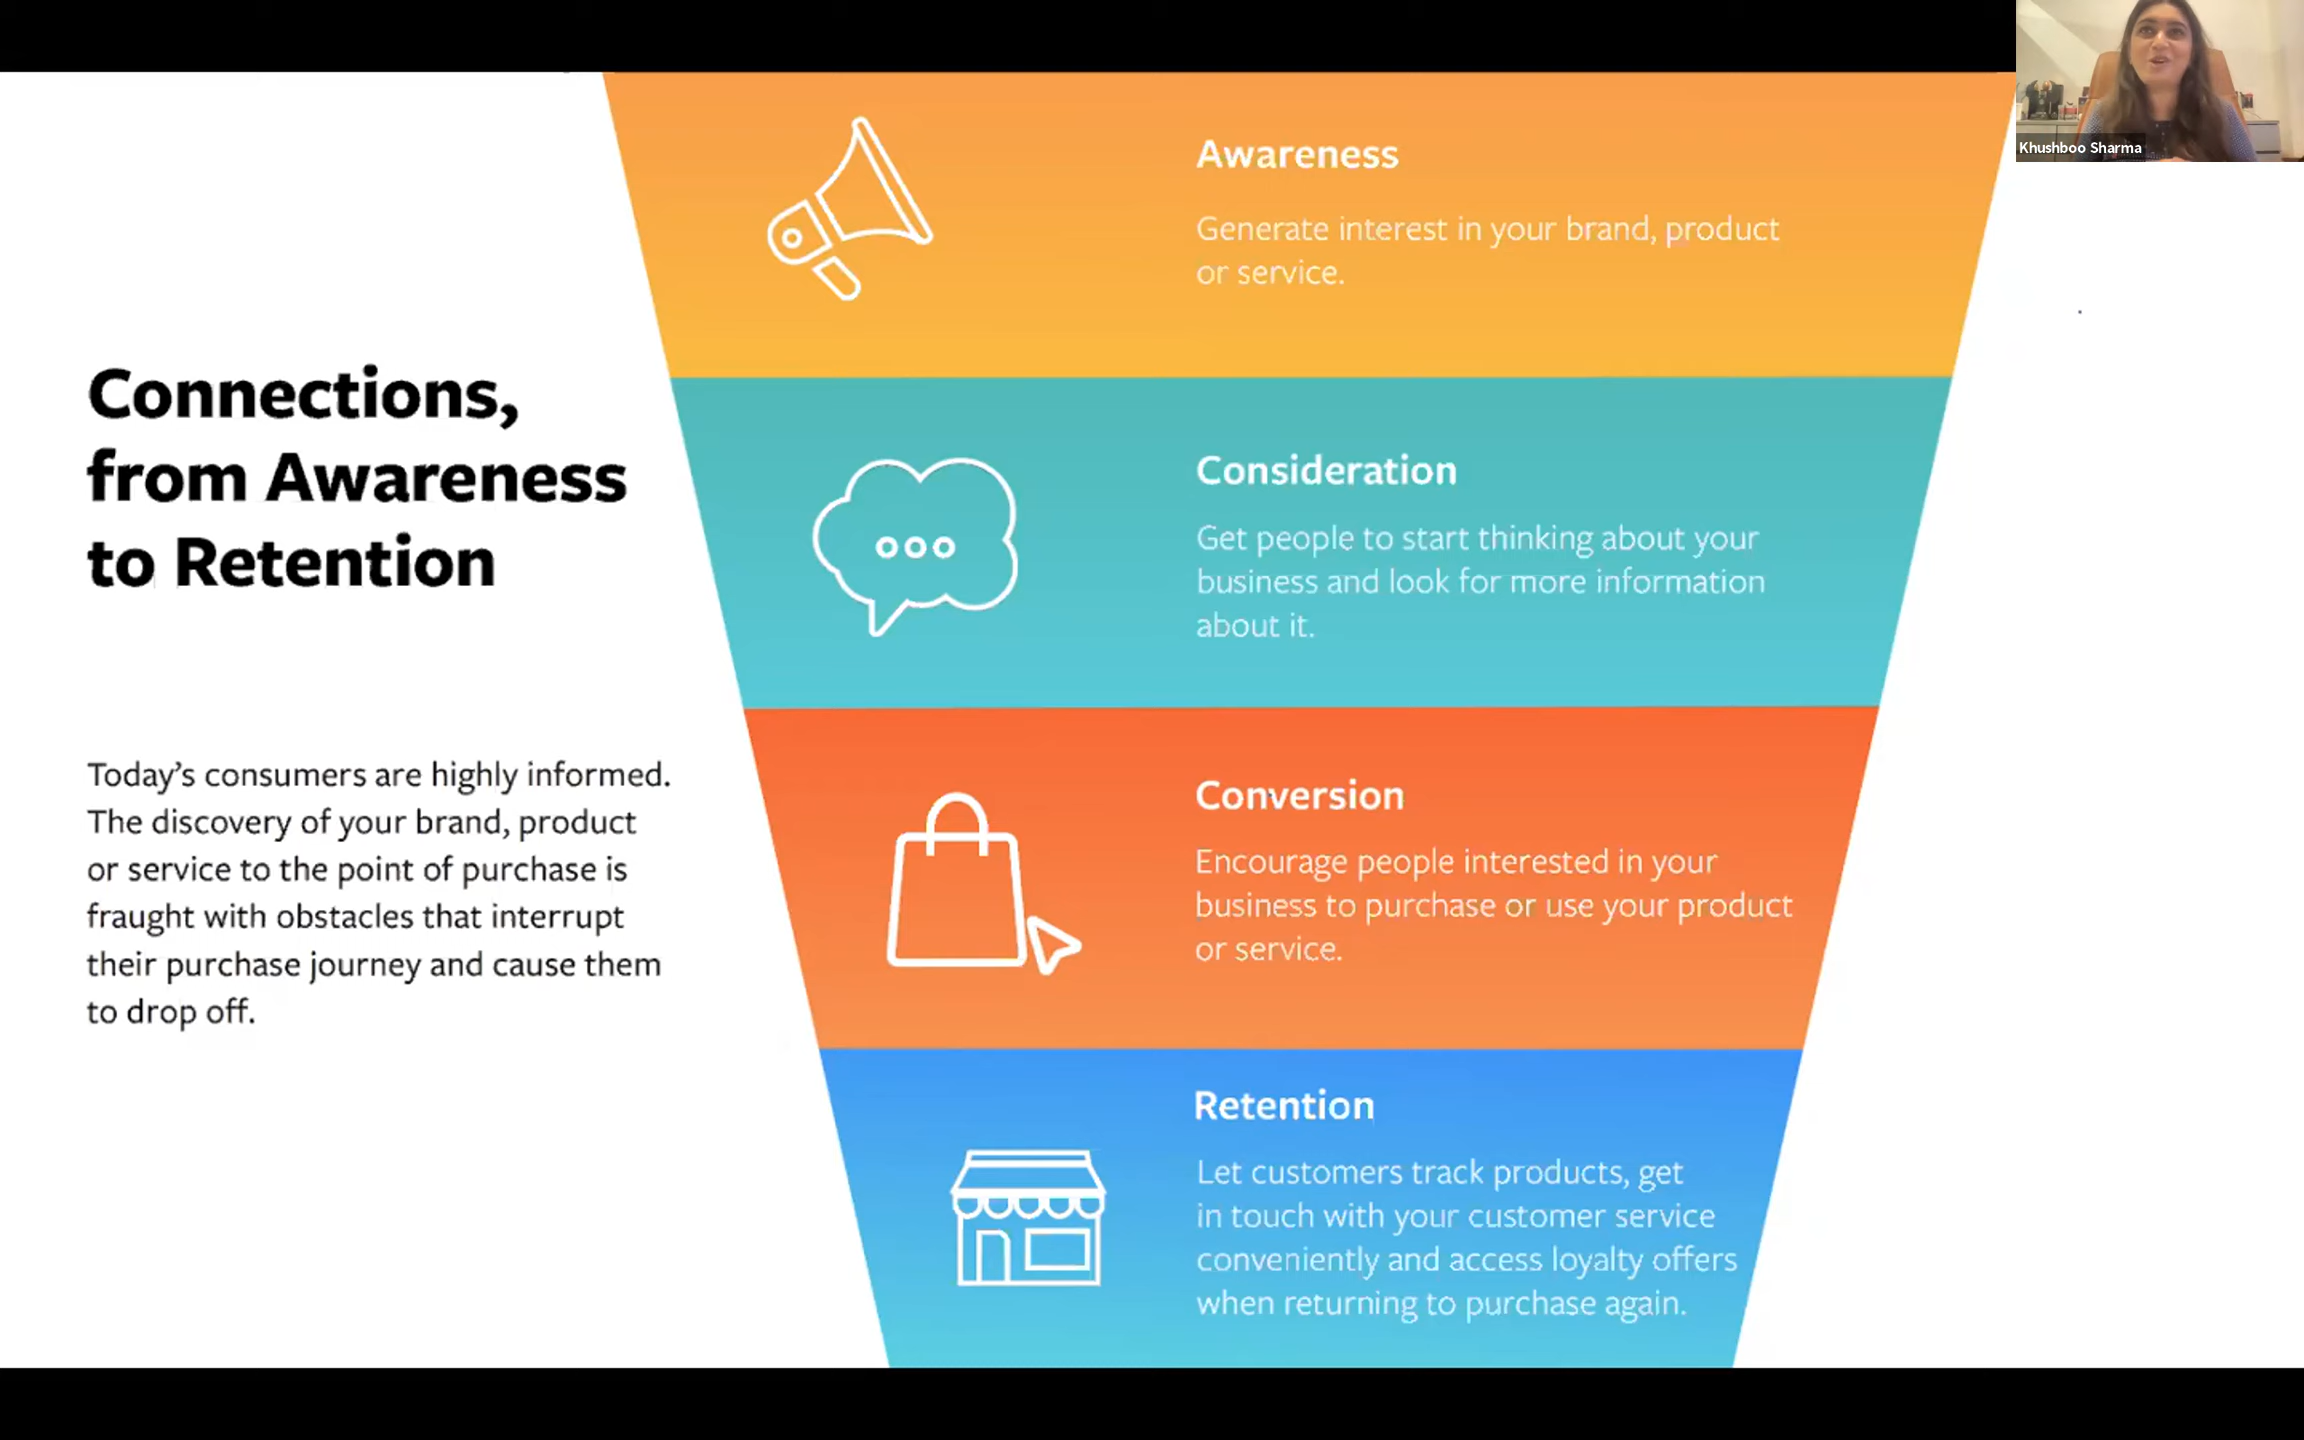 Khushboo Sharma
Connections,
from Awareness
to Retention
Today’s consumers are highly informed.
The discovery of your brand, product
or service to the point of purchase is
fraught with obstacles that interrupt
their purchase journey and cause them
to drop off.
Awareness
Generate interest in your brand, product
or service.
Consideration
Get people to start thinking about your
business and look for more information
about it.
Conversion
Encourage people interested in your
business to purchase or use your product
or service.
Retention
Let customers track products, get
in touch with your customer service
conveniently and access loyalty offers
when returning to purchase again.